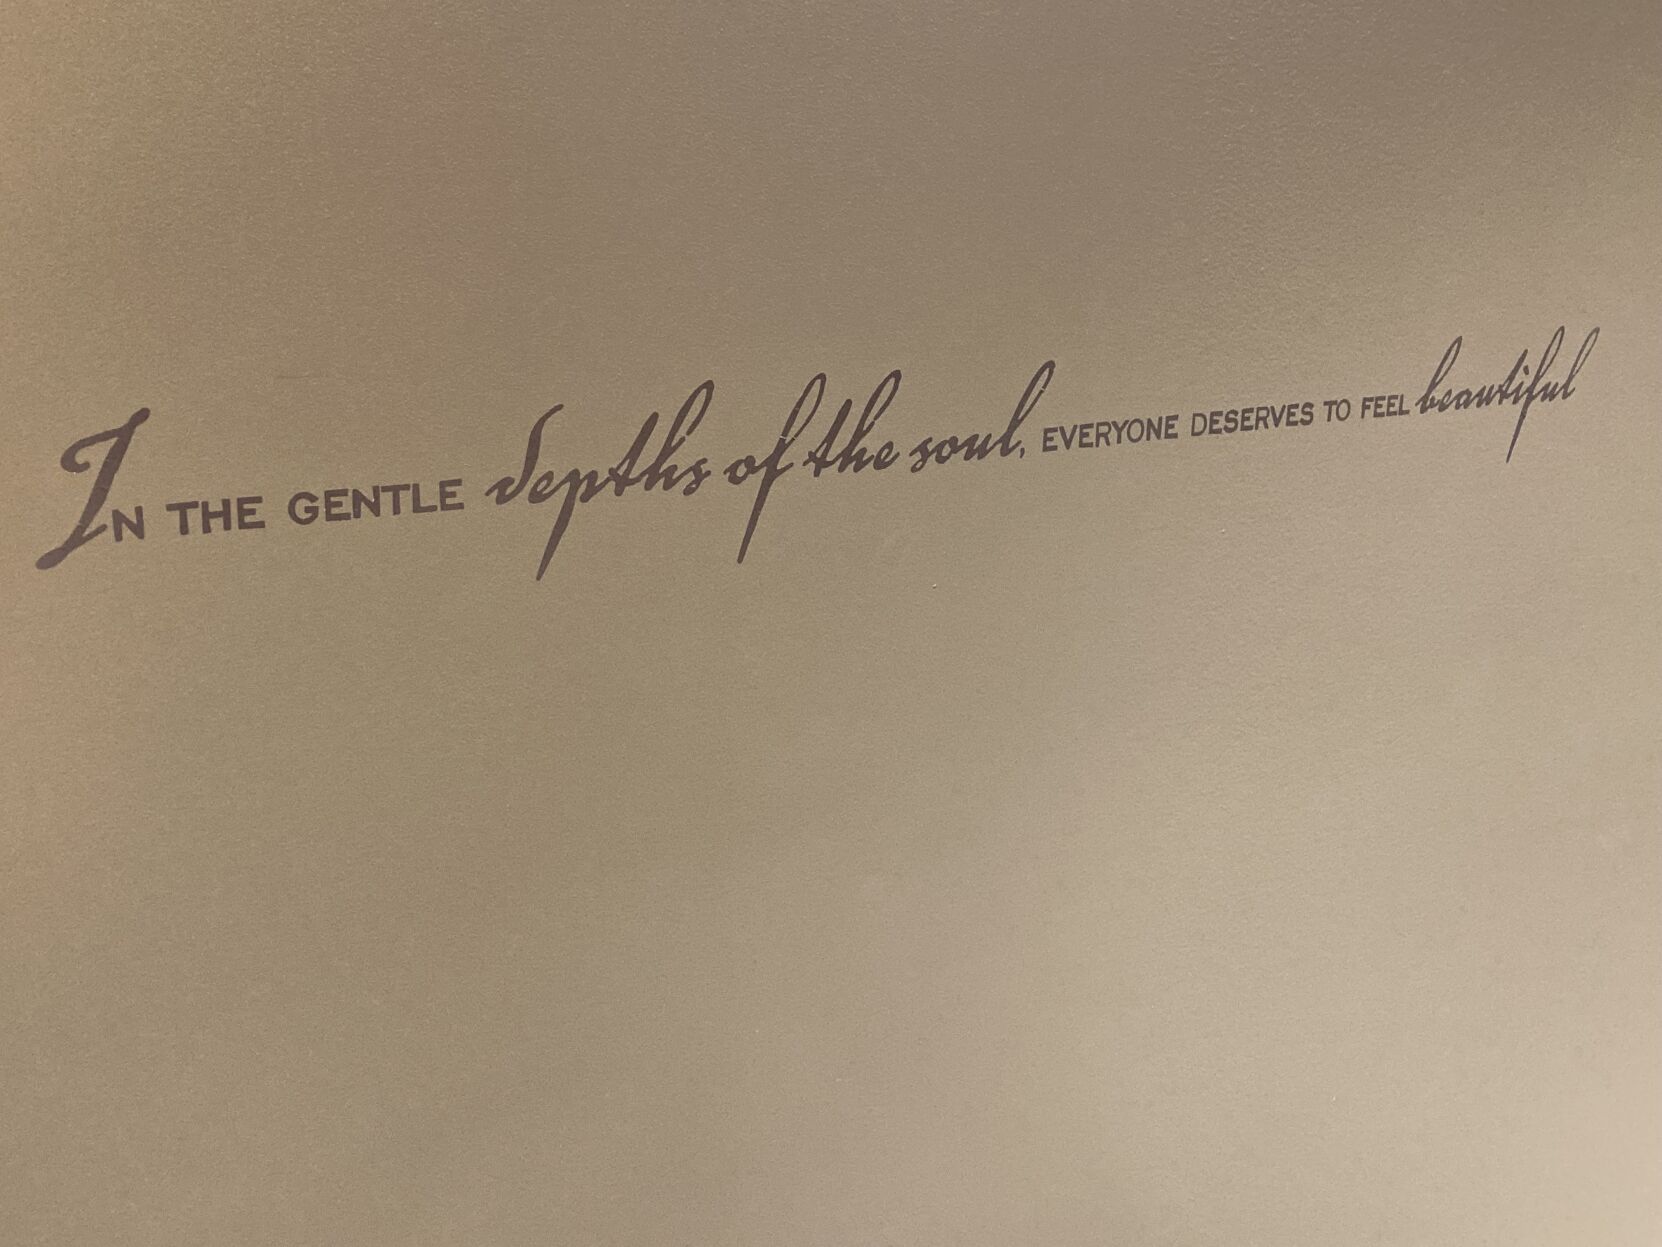 In THE GENTLE depths of the soul, EVERYONE DESERVES TO FEEL beautiful